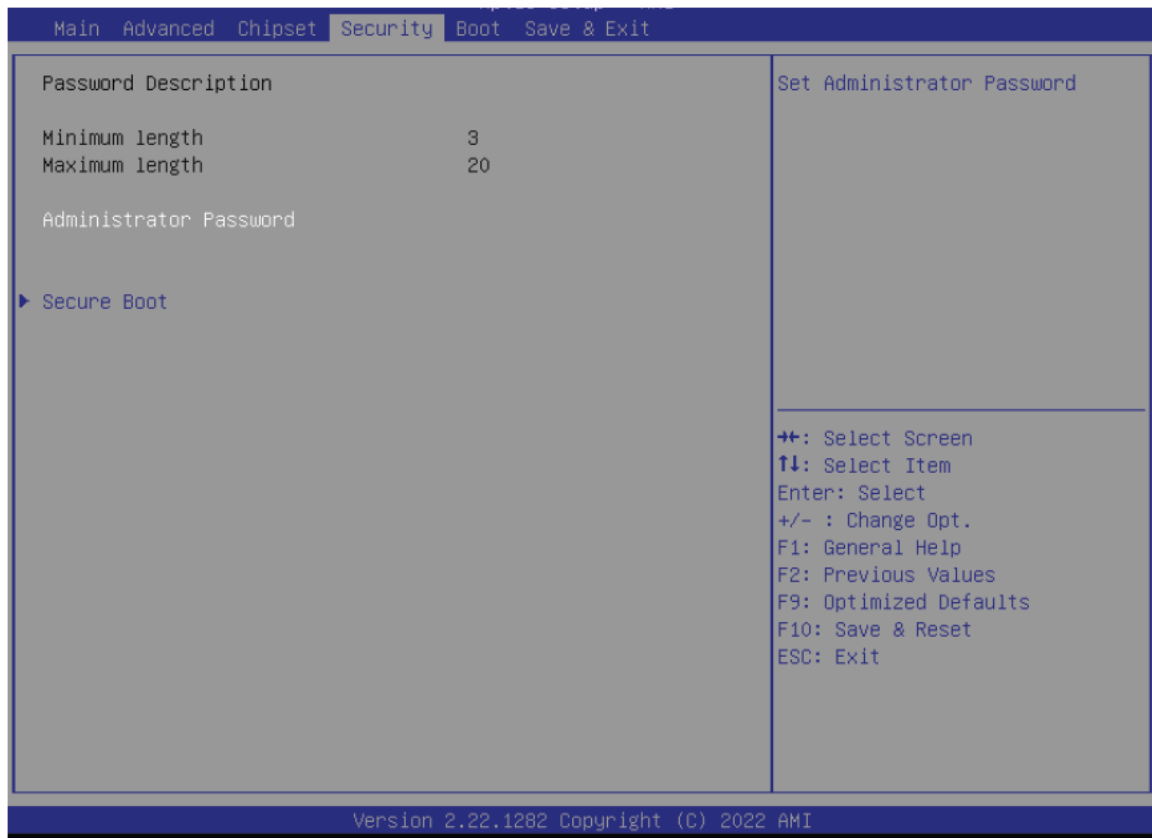 Main Advanced Chipset Security Boot Save & Exit
Password Description
Minimum length 3
Maximum length 20
Administrator Password
Secure Boot
Set Administrator Password
→←: Select Screen
↑↓: Select Item
Enter: Select
+/- : Change Opt.
F1: General Help
F2: Previous Values
F9: Optimized Defaults
F10: Save & Reset
ESC: Exit
Version 2.22.1282 Copyright (C) 2022 AMI